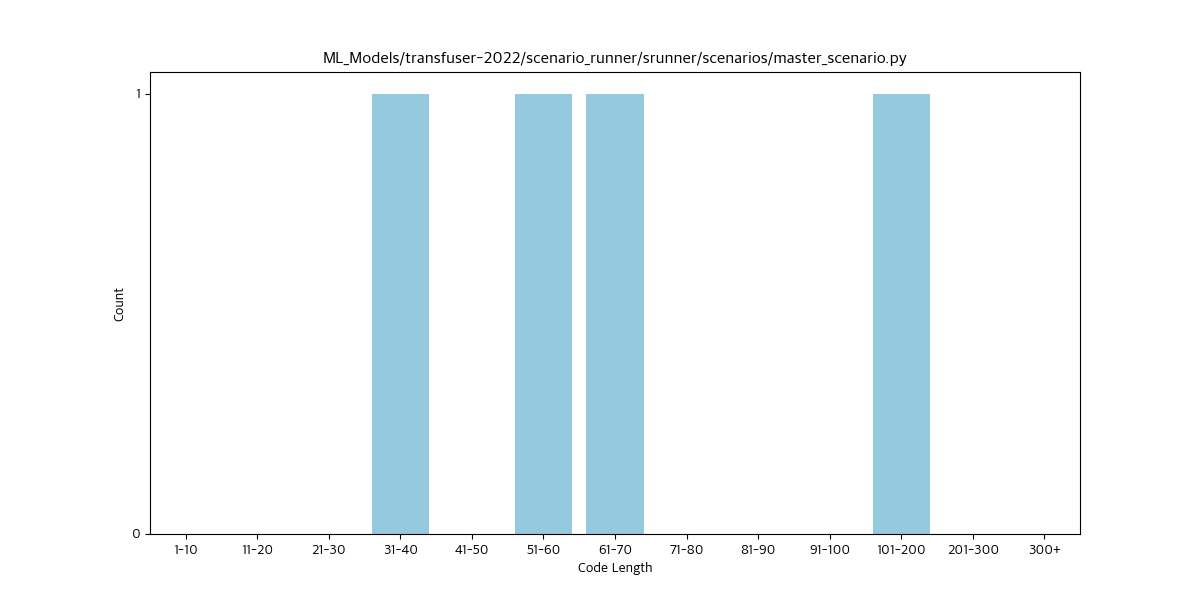 ML_Models/transfuser-2022/scenario_runner/srunner/scenarios/master_scenario.py
1
Count
0
1-10 11-20 21-30 31-40 41-50 51-60 61-70 71-80 81-90 91-100 101-200 201-300 300+
Code Length